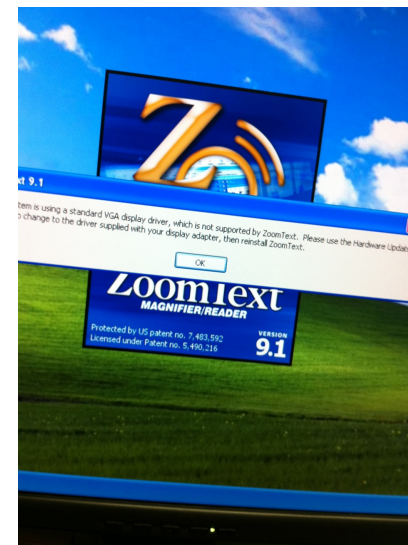 Zo
xt 9.1
tem is using a standard VGA display driver, which is not supported by ZoomText. Please use the Hardware Updat
o change to the driver supplied with your display adapter, then reinstall ZoomText.
OK
ZoomText
MAGNIFIER/READER
Protected by US patent no. 7,483,592
Licensed under Patent no. 5,490,216
VERSION
9.1